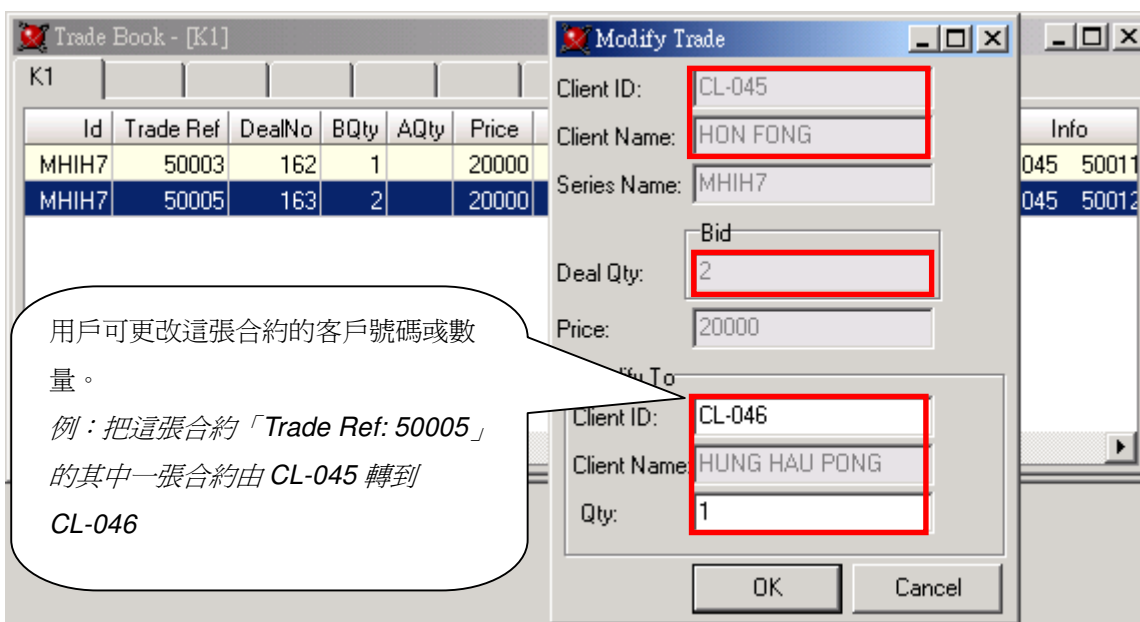 Trade Book - [K1]
K1
Id Trade Ref DealNo BQty AQty Price Info
MHIH7 50003 162 1 20000 045 50011
MHIH7 50005 163 2 20000 045 50012
Modify Trade
Client ID: CL-045
Client Name: HON FONG
Series Name: MHIH7
Bid
Deal Qty: 2
Price: 20000
Modify To
Client ID: CL-046
Client Name: HUNG HAU PONG
Qty: 1
OK Cancel
用戶可更改這張合約的客戶號碼或數
量。
例：把這張合約「Trade Ref: 50005」
的其中一張合約由 CL-045 轉到
CL-046